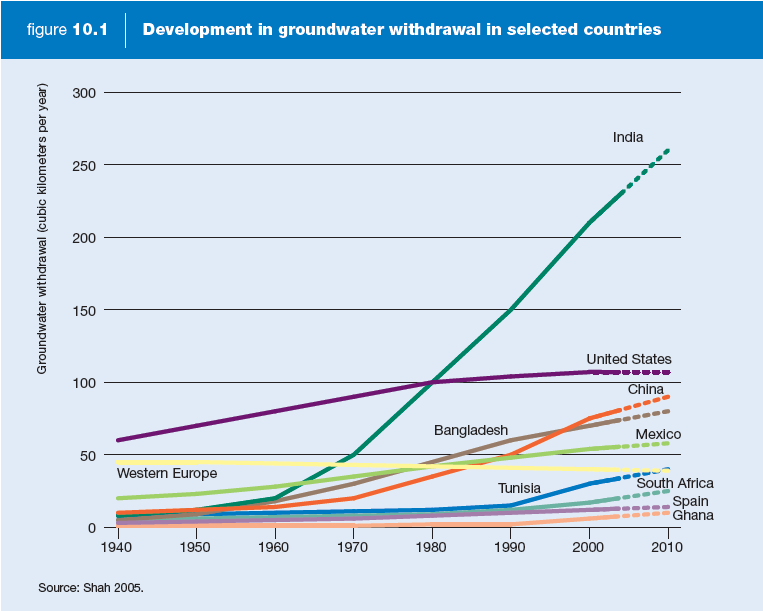 figure 10.1 Development in groundwater withdrawal in selected countries
Groundwater withdrawal (cubic kilometers per year)
300
250
200
150
100
50
0
India
United States
China
Bangladesh
Mexico
Western Europe
Tunisia
South Africa
Spain
Ghana
1940 1950 1960 1970 1980 1990 2000 2010
Source: Shah 2005.